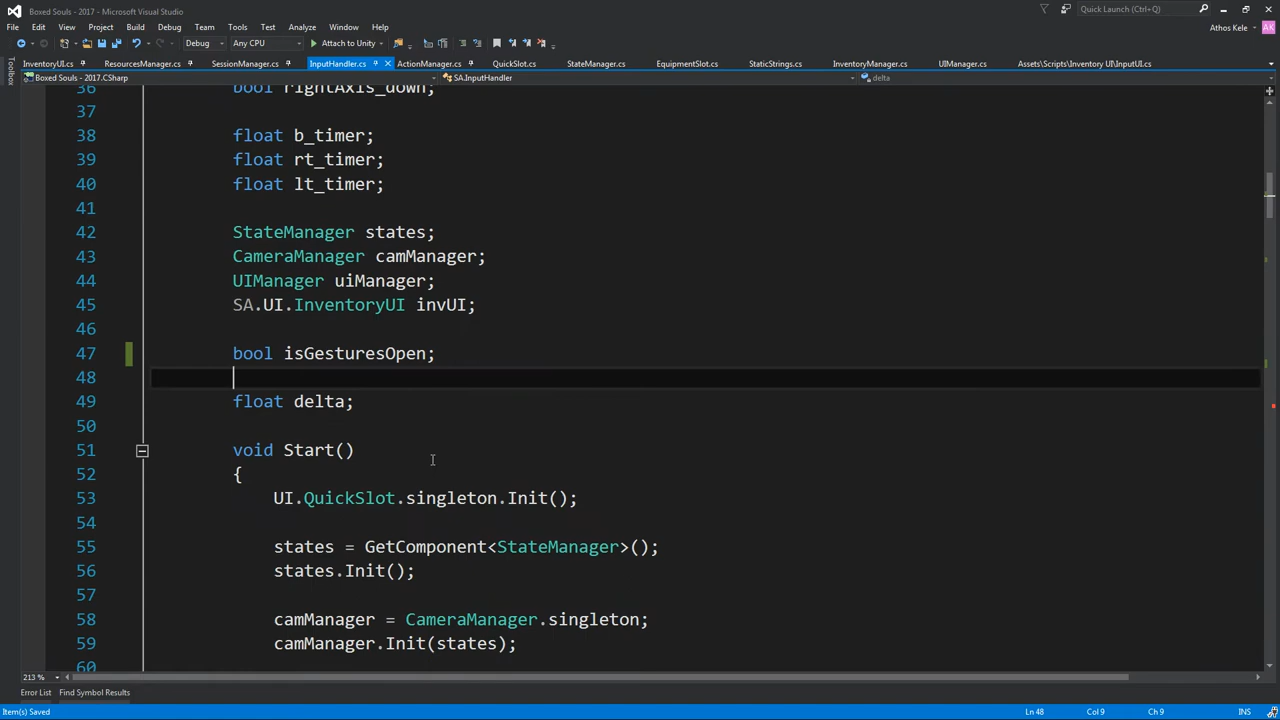 Boxed Souls - 2017 - Microsoft Visual Studio
Quick Launch (Ctrl+Q)
File Edit View Project Build Debug Team Tools Test Analyze Window Help
Athos Kele AK
Debug Any CPU Attach to Unity
Toolbox
InventoryUI.cs ResourcesManager.cs SessionManager.cs InputHandler.cs ActionManager.cs QuickSlot.cs StateManager.cs EquipmentSlot.cs StaticStrings.cs InventoryManager.cs UIManager.cs Assets\Scripts\Inventory UI\InputUI.cs
Boxed Souls - 2017.CSharp SA.InputHandler delta
36 bool rightAxis_down;
37
38 float b_timer;
39 float rt_timer;
40 float lt_timer;
41
42 StateManager states;
43 CameraManager camManager;
44 UIManager uiManager;
45 SA.UI.InventoryUI invUI;
46
47 bool isGesturesOpen;
48
49 float delta;
50
51 void Start()
52 {
53 UI.QuickSlot.singleton.Init();
54
55 states = GetComponent<StateManager>();
56 states.Init();
57
58 camManager = CameraManager.singleton;
59 camManager.Init(states);
60
213 %
Error List Find Symbol Results
Item(s) Saved Ln 48 Col 9 Ch 9 INS